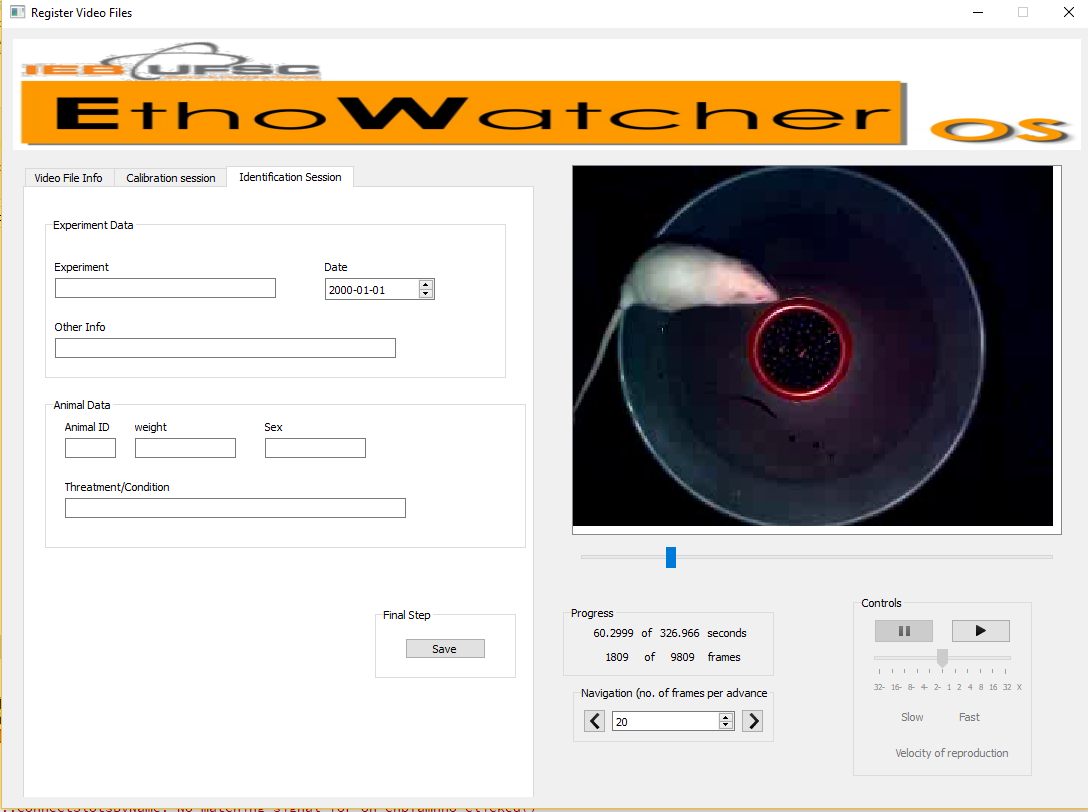 Register Video Files
IEB UFSC
EthoWatcher
OS
Video File Info
Calibration session
Identification Session
Experiment Data
Experiment
Date
2000-01-01
Other Info
Animal Data
Animal ID
weight
Sex
Threatment/Condition
Final Step
Save
Progress
60.2999 of 326.966 seconds
1809 of 9809 frames
Navigation (no. of frames per advance
20
Controls
32- 16- 8- 4- 2- 1 2 4 8 16 32 X
Slow
Fast
Velocity of reproduction